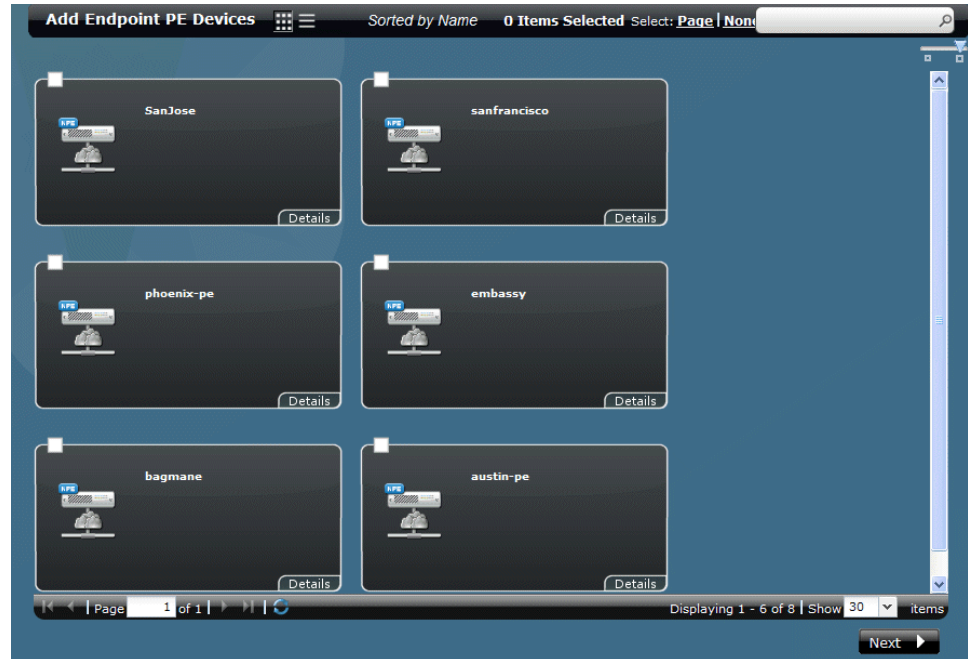 Add Endpoint PE Devices Sorted by Name 0 Items Selected Select: Page | None
SanJose sanfrancisco
NPE NPE
Details Details
phoenix-pe embassy
NPE NPE
Details Details
bagmane austin-pe
NPE NPE
Details Details
Page 1 of 1 Displaying 1 - 6 of 8 Show 30 items
Next